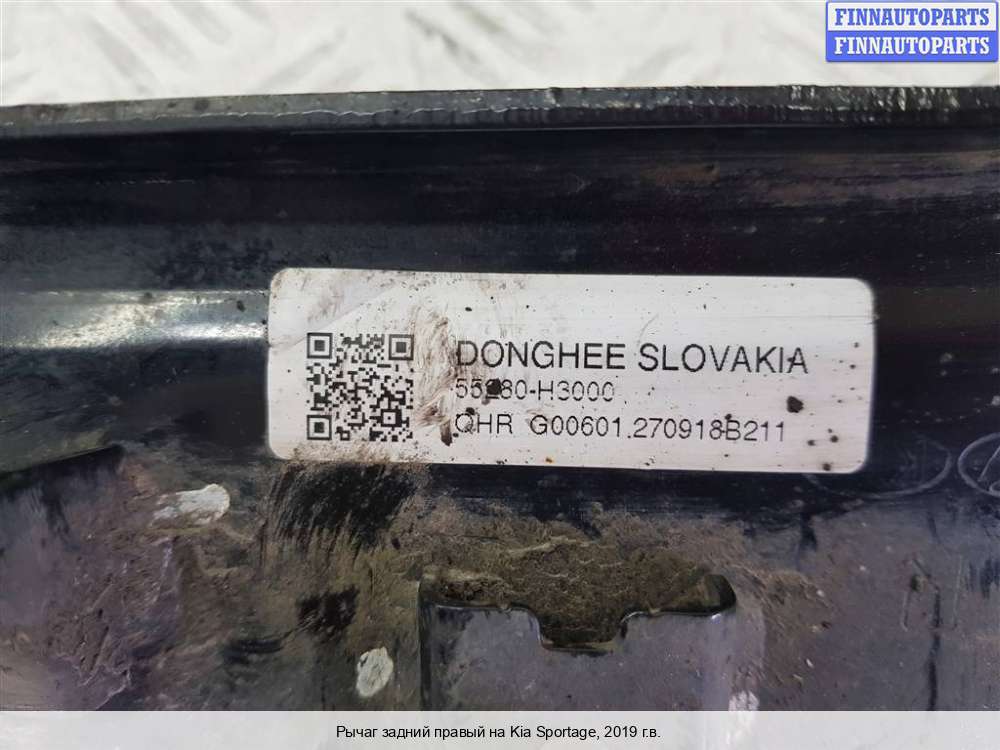 FINNAUTOPARTS
FINNAUTOPARTS
DONGHEE SLOVAKIA
QHR G00601.270918B211
Рычаг задний правый на Kia Sportage, 2019 г.в.